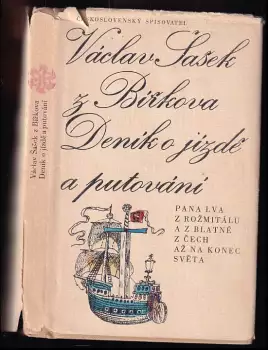 ČESKOSLOVENSKÝ SPISOVATEL
Václav Šašek
z Bířkova
Deník o jízdě
a putování
PANA LVA
Z ROŽMITÁLU
A Z BLATNÉ
Z ČECH
AŽ NA KONEC
SVĚTA
Václav Šašek z Bířkova
Deník o jízdě a putování